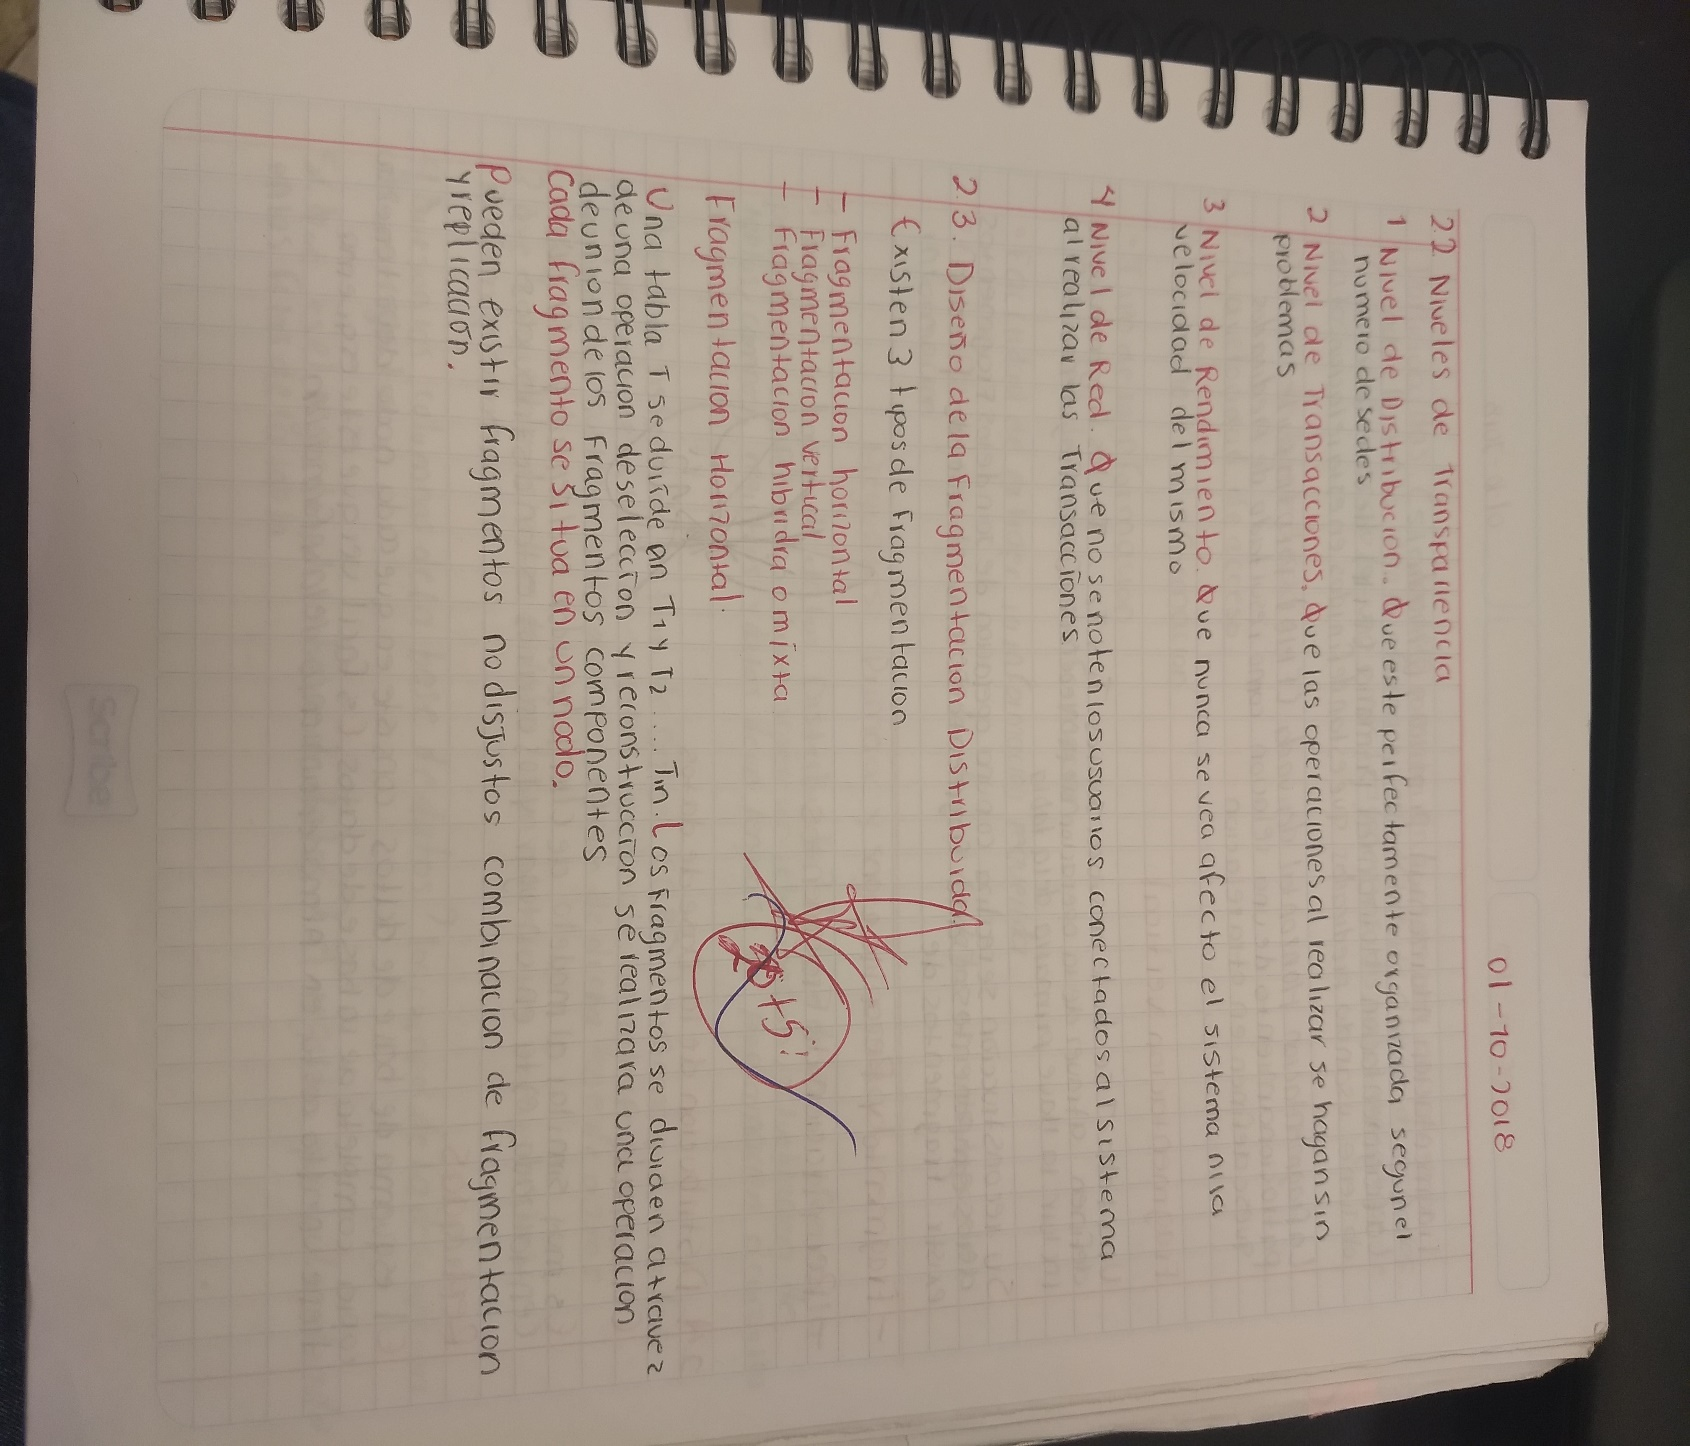 01-10-2018
2.2 Niveles de Transparencia
1 Nivel de Distribucion. Que este perfectamente organizada segun el
numero de sedes
2 Nivel de Transacciones. Que las operaciones al realizar se hagan sin
problemas
3 Nivel de Rendimiento. Que nunca se vea afecto el sistema ni la
velocidad del mismo
4 Nivel de Red. Que no se noten los usuarios conectados al sistema
al realizar las Transacciones
2.3. Diseño de la Fragmentacion Distribuida
Existen 3 tipos de Fragmentacion
- Fragmentacion horizontal
- Fragmentacion vertical
- Fragmentacion hibridra o mixta
Fragmentacion Horizontal.
Una tabla T se divide en T1 y T2 .... Tm. Los Fragmentos se dividen a travez
de una operacion de selección y reconstrucción se realizara una operacion
de union de los Fragmentos componentes
Cada fragmento se situa en un nodo.
Pueden existir fragmentos no disjustos combinacion de fragmentacion
y replicación.
Scribe